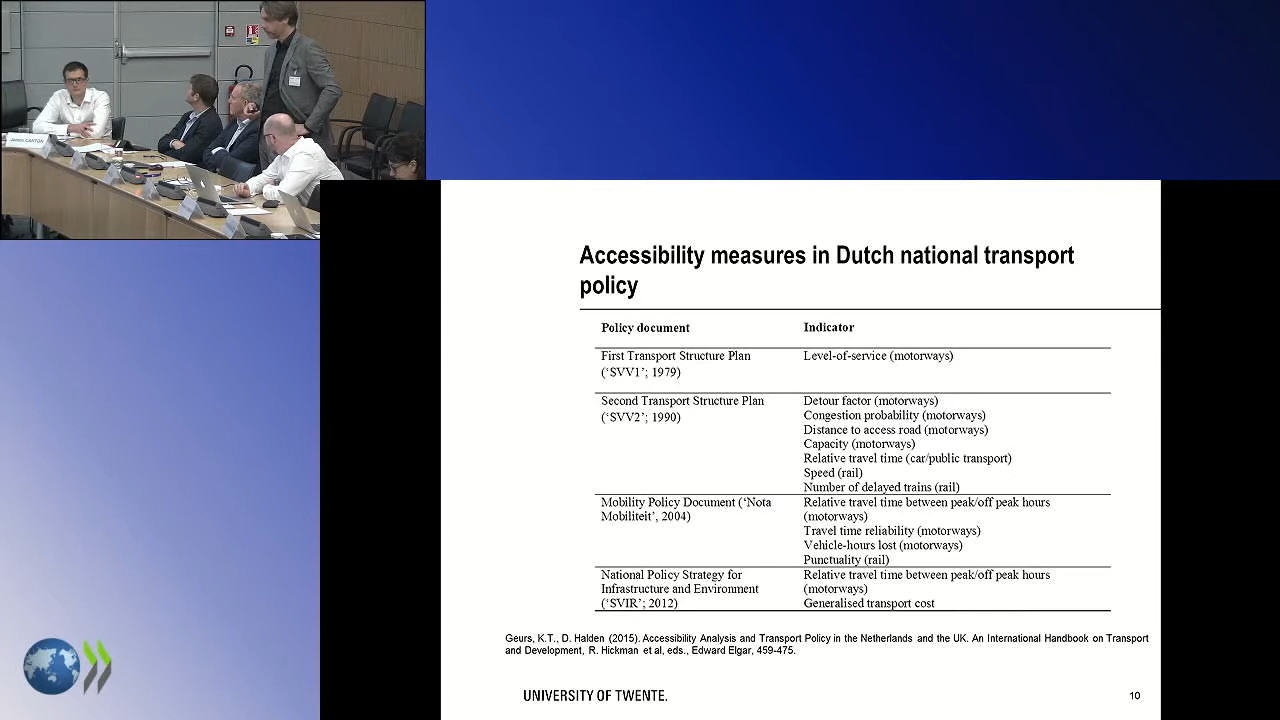 James CANTON
Accessibility measures in Dutch national transport
policy
Policy document Indicator
First Transport Structure Plan Level-of-service (motorways)
(‘SVV1’; 1979)
Second Transport Structure Plan Detour factor (motorways)
(‘SVV2’; 1990) Congestion probability (motorways)
Distance to access road (motorways)
Capacity (motorways)
Relative travel time (car/public transport)
Speed (rail)
Number of delayed trains (rail)
Mobility Policy Document (‘Nota Relative travel time between peak/off peak hours
Mobiliteit’, 2004) (motorways)
Travel time reliability (motorways)
Vehicle-hours lost (motorways)
Punctuality (rail)
National Policy Strategy for Relative travel time between peak/off peak hours
Infrastructure and Environment (motorways)
(‘SVIR’; 2012) Generalised transport cost
Geurs, K.T., D. Halden (2015). Accessibility Analysis and Transport Policy in the Netherlands and the UK. An International Handbook on Transport
and Development, R. Hickman et al, eds., Edward Elgar, 459-475.
UNIVERSITY OF TWENTE. 10